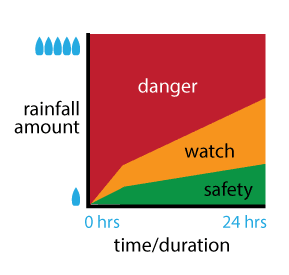 danger
rainfall
amount
watch
safety
0 hrs
24 hrs
time/duration